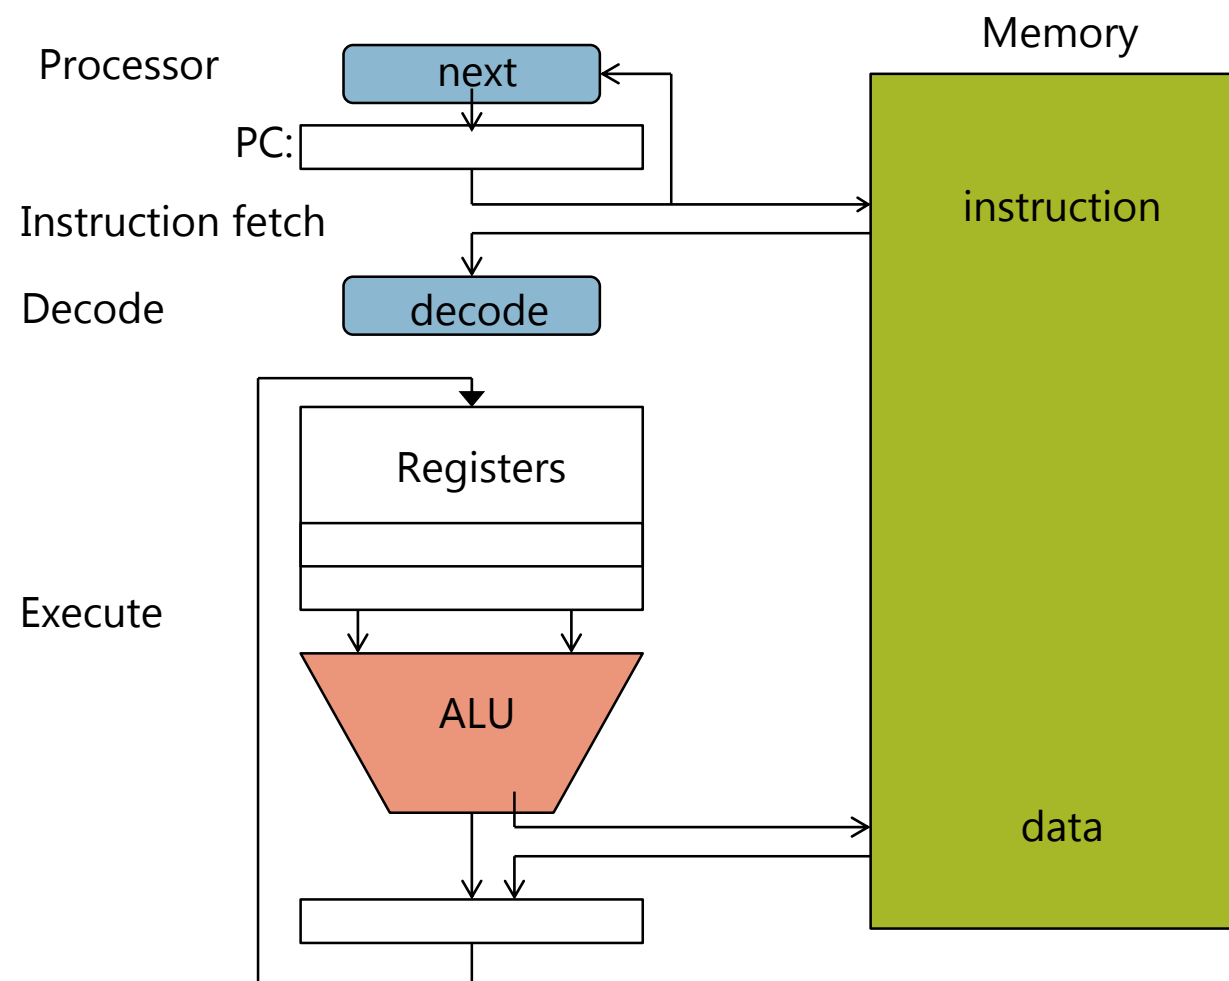 Memory
Processor
next
PC:
instruction
Instruction fetch
Decode
decode
Registers
Execute
ALU
data